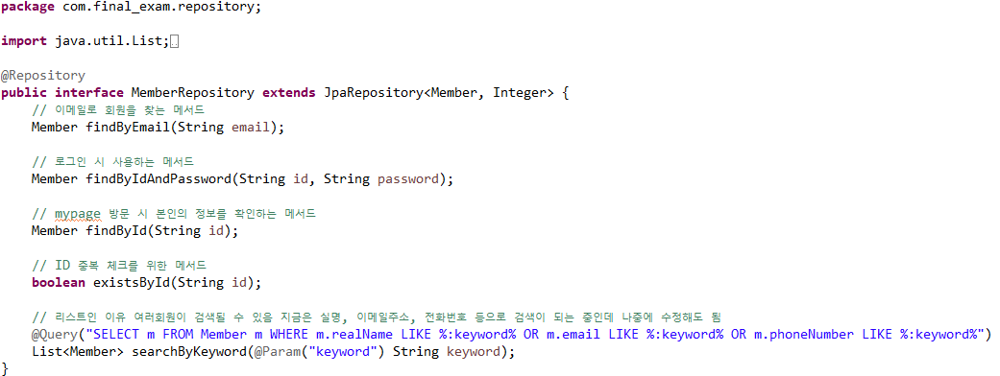 package com.final_exam.repository;
import java.util.List;
@Repository
public interface MemberRepository extends JpaRepository<Member, Integer> {
// 이메일로 회원을 찾는 메서드
Member findByEmail(String email);
// 로그인 시 사용하는 메서드
Member findByIdAndPassword(String id, String password);
// mypage 방문 시 본인의 정보를 확인하는 메서드
Member findById(String id);
// ID 중복 체크를 위한 메서드
boolean existsById(String id);
// 리스트인 이유 여러회원이 검색될 수 있음 지금은 실명, 이메일주소, 전화번호 등으로 검색이 되는 중인데 나중에 수정해도 됨
@Query("SELECT m FROM Member m WHERE m.realName LIKE %:keyword% OR m.email LIKE %:keyword% OR m.phoneNumber LIKE %:keyword%")
List<Member> searchByKeyword(@Param("keyword") String keyword);
}